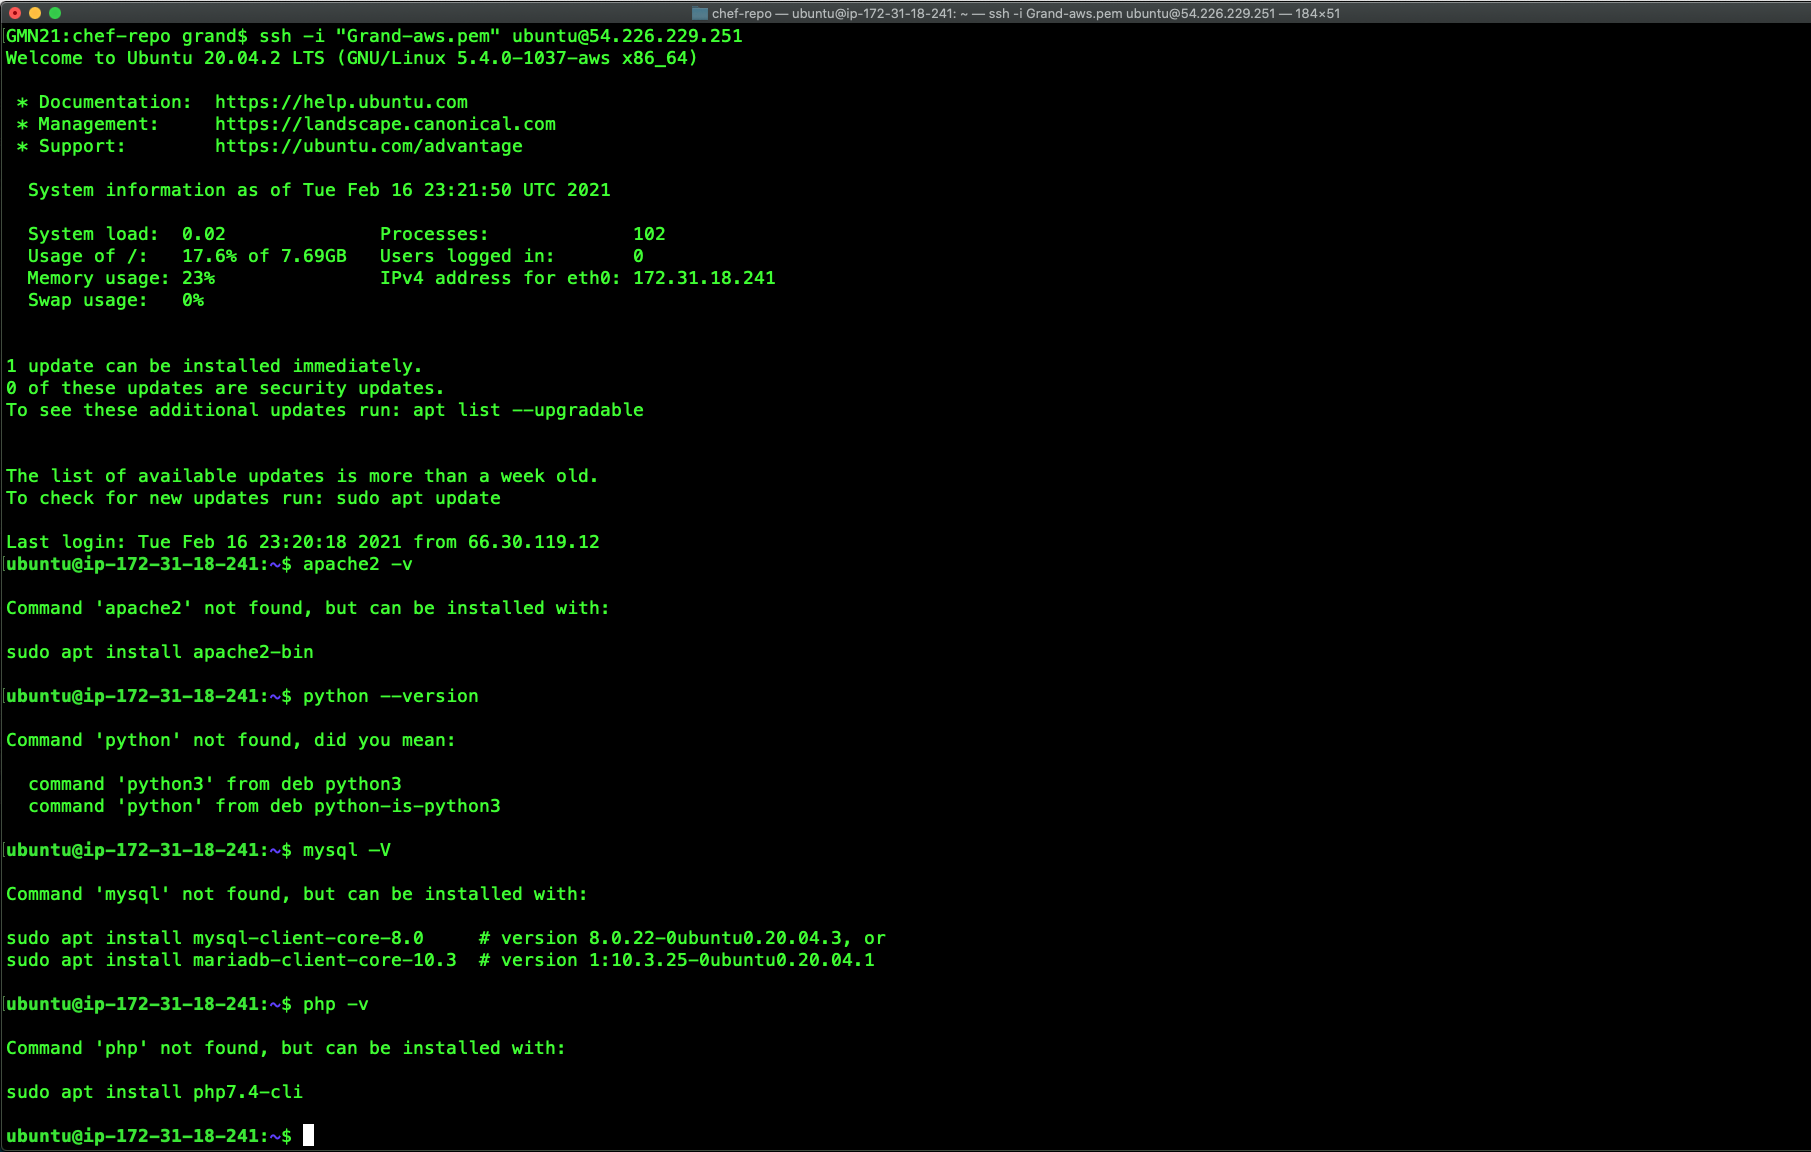 chef-repo — ubuntu@ip-172-31-18-241: ~ — ssh -i Grand-aws.pem ubuntu@54.226.229.251 — 184×51
GMN21:chef-repo grand$ ssh -i "Grand-aws.pem" ubuntu@54.226.229.251
Welcome to Ubuntu 20.04.2 LTS (GNU/Linux 5.4.0-1037-aws x86_64)
* Documentation:  https://help.ubuntu.com
* Management:     https://landscape.canonical.com
* Support:        https://ubuntu.com/advantage
System information as of Tue Feb 16 23:21:50 UTC 2021
System load:  0.02              Processes:             102
Usage of /:   17.6% of 7.69GB   Users logged in:       0
Memory usage: 23%               IPv4 address for eth0: 172.31.18.241
Swap usage:   0%
1 update can be installed immediately.
0 of these updates are security updates.
To see these additional updates run: apt list --upgradable
The list of available updates is more than a week old.
To check for new updates run: sudo apt update
Last login: Tue Feb 16 23:20:18 2021 from 66.30.119.12
ubuntu@ip-172-31-18-241:~$ apache2 -v
Command 'apache2' not found, but can be installed with:
sudo apt install apache2-bin
ubuntu@ip-172-31-18-241:~$ python --version
Command 'python' not found, did you mean:
command 'python3' from deb python3
command 'python' from deb python-is-python3
ubuntu@ip-172-31-18-241:~$ mysql –V
Command 'mysql' not found, but can be installed with:
sudo apt install mysql-client-core-8.0     # version 8.0.22-0ubuntu0.20.04.3, or
sudo apt install mariadb-client-core-10.3  # version 1:10.3.25-0ubuntu0.20.04.1
ubuntu@ip-172-31-18-241:~$ php -v
Command 'php' not found, but can be installed with:
sudo apt install php7.4-cli
ubuntu@ip-172-31-18-241:~$